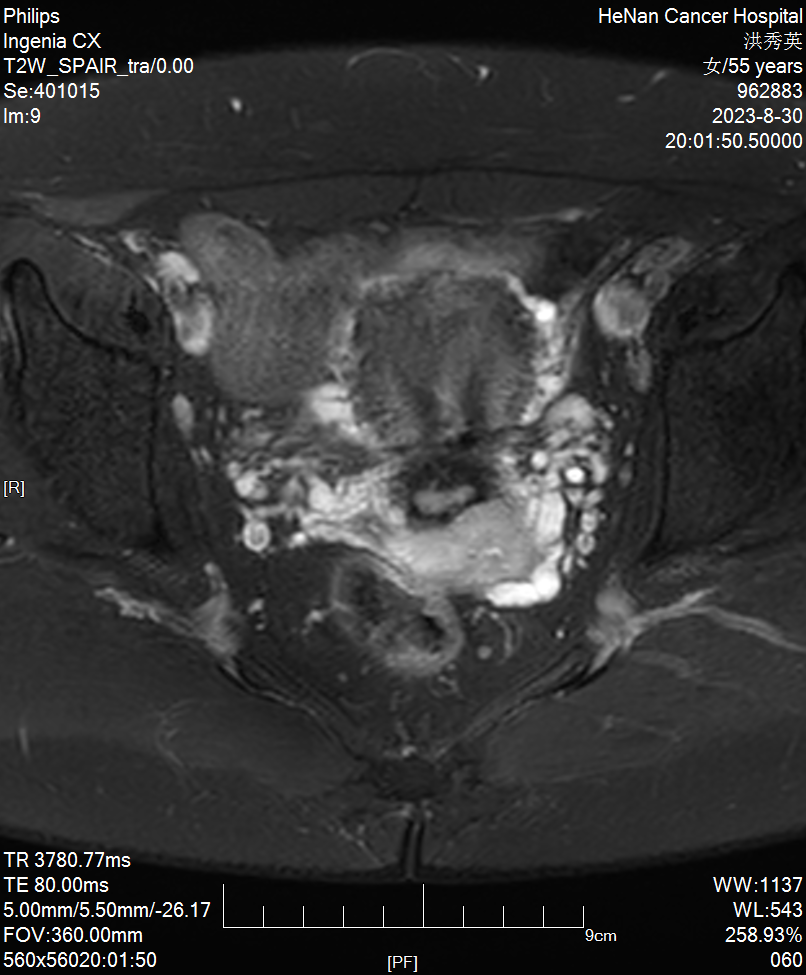 Philips
Ingenia CX
T2W_SPAIR_tra/0.00
Se:401015
Im:9
HeNan Cancer Hospital
洪秀英
女/55 years
962883
2023-8-30
20:01:50.50000
[R]
TR 3780.77ms
TE 80.00ms
5.00mm/5.50mm/-26.17
FOV:360.00mm
560x56020:01:50
9cm
[PF]
WW:1137
WL:543
258.93%
060